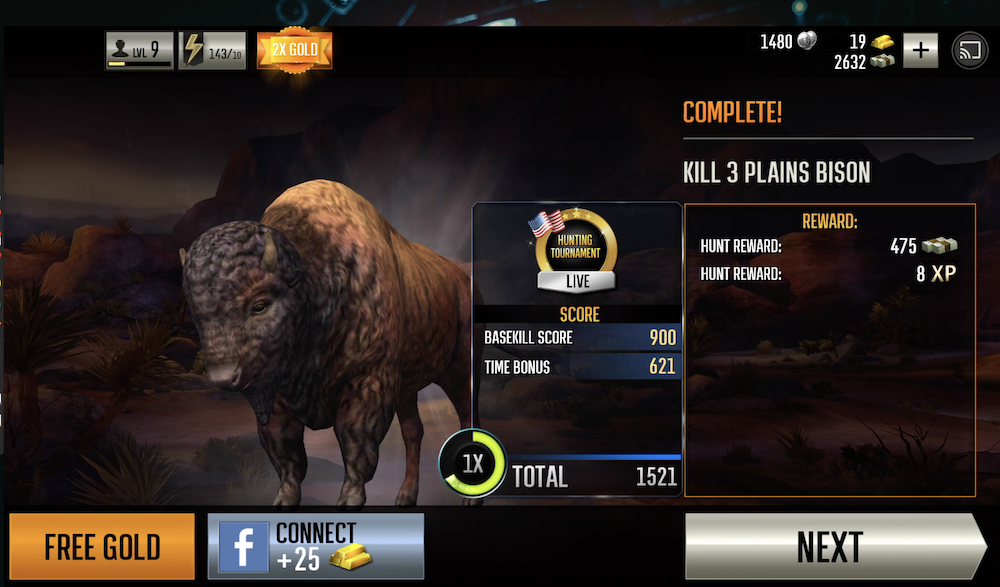 LVL 9
143/10
2X GOLD
1480
19
2632
+
COMPLETE!
KILL 3 PLAINS BISON
HUNTING
TOURNAMENT
LIVE
SCORE
BASEKILL SCORE 900
TIME BONUS 621
1X
TOTAL 1521
REWARD:
HUNT REWARD: 475
HUNT REWARD: 8 XP
FREE GOLD
f
CONNECT
+25
NEXT